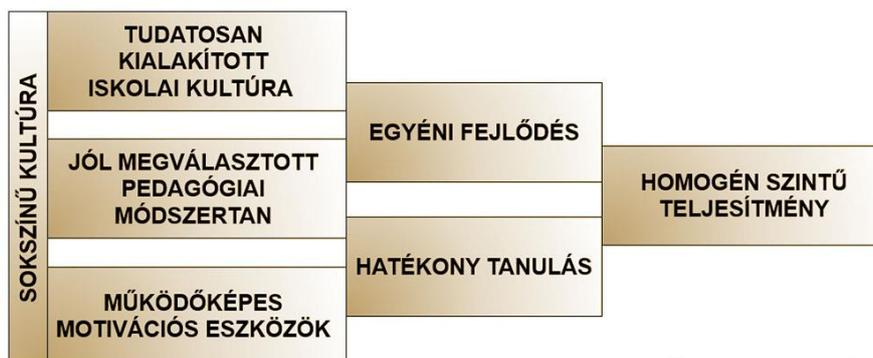 SOKSZÍNŰ KULTÚRA
TUDATOSAN
KIALAKÍTOTT
ISKOLAI KULTÚRA
JÓL MEGVÁLASZTOTT
PEDAGÓGIAI
MÓDSZERTAN
MŰKÖDŐKÉPES
MOTIVÁCIÓS ESZKÖZÖK
EGYÉNI FEJLŐDÉS
HATÉKONY TANULÁS
HOMOGÉN SZINTŰ
TELJESÍTMÉNY